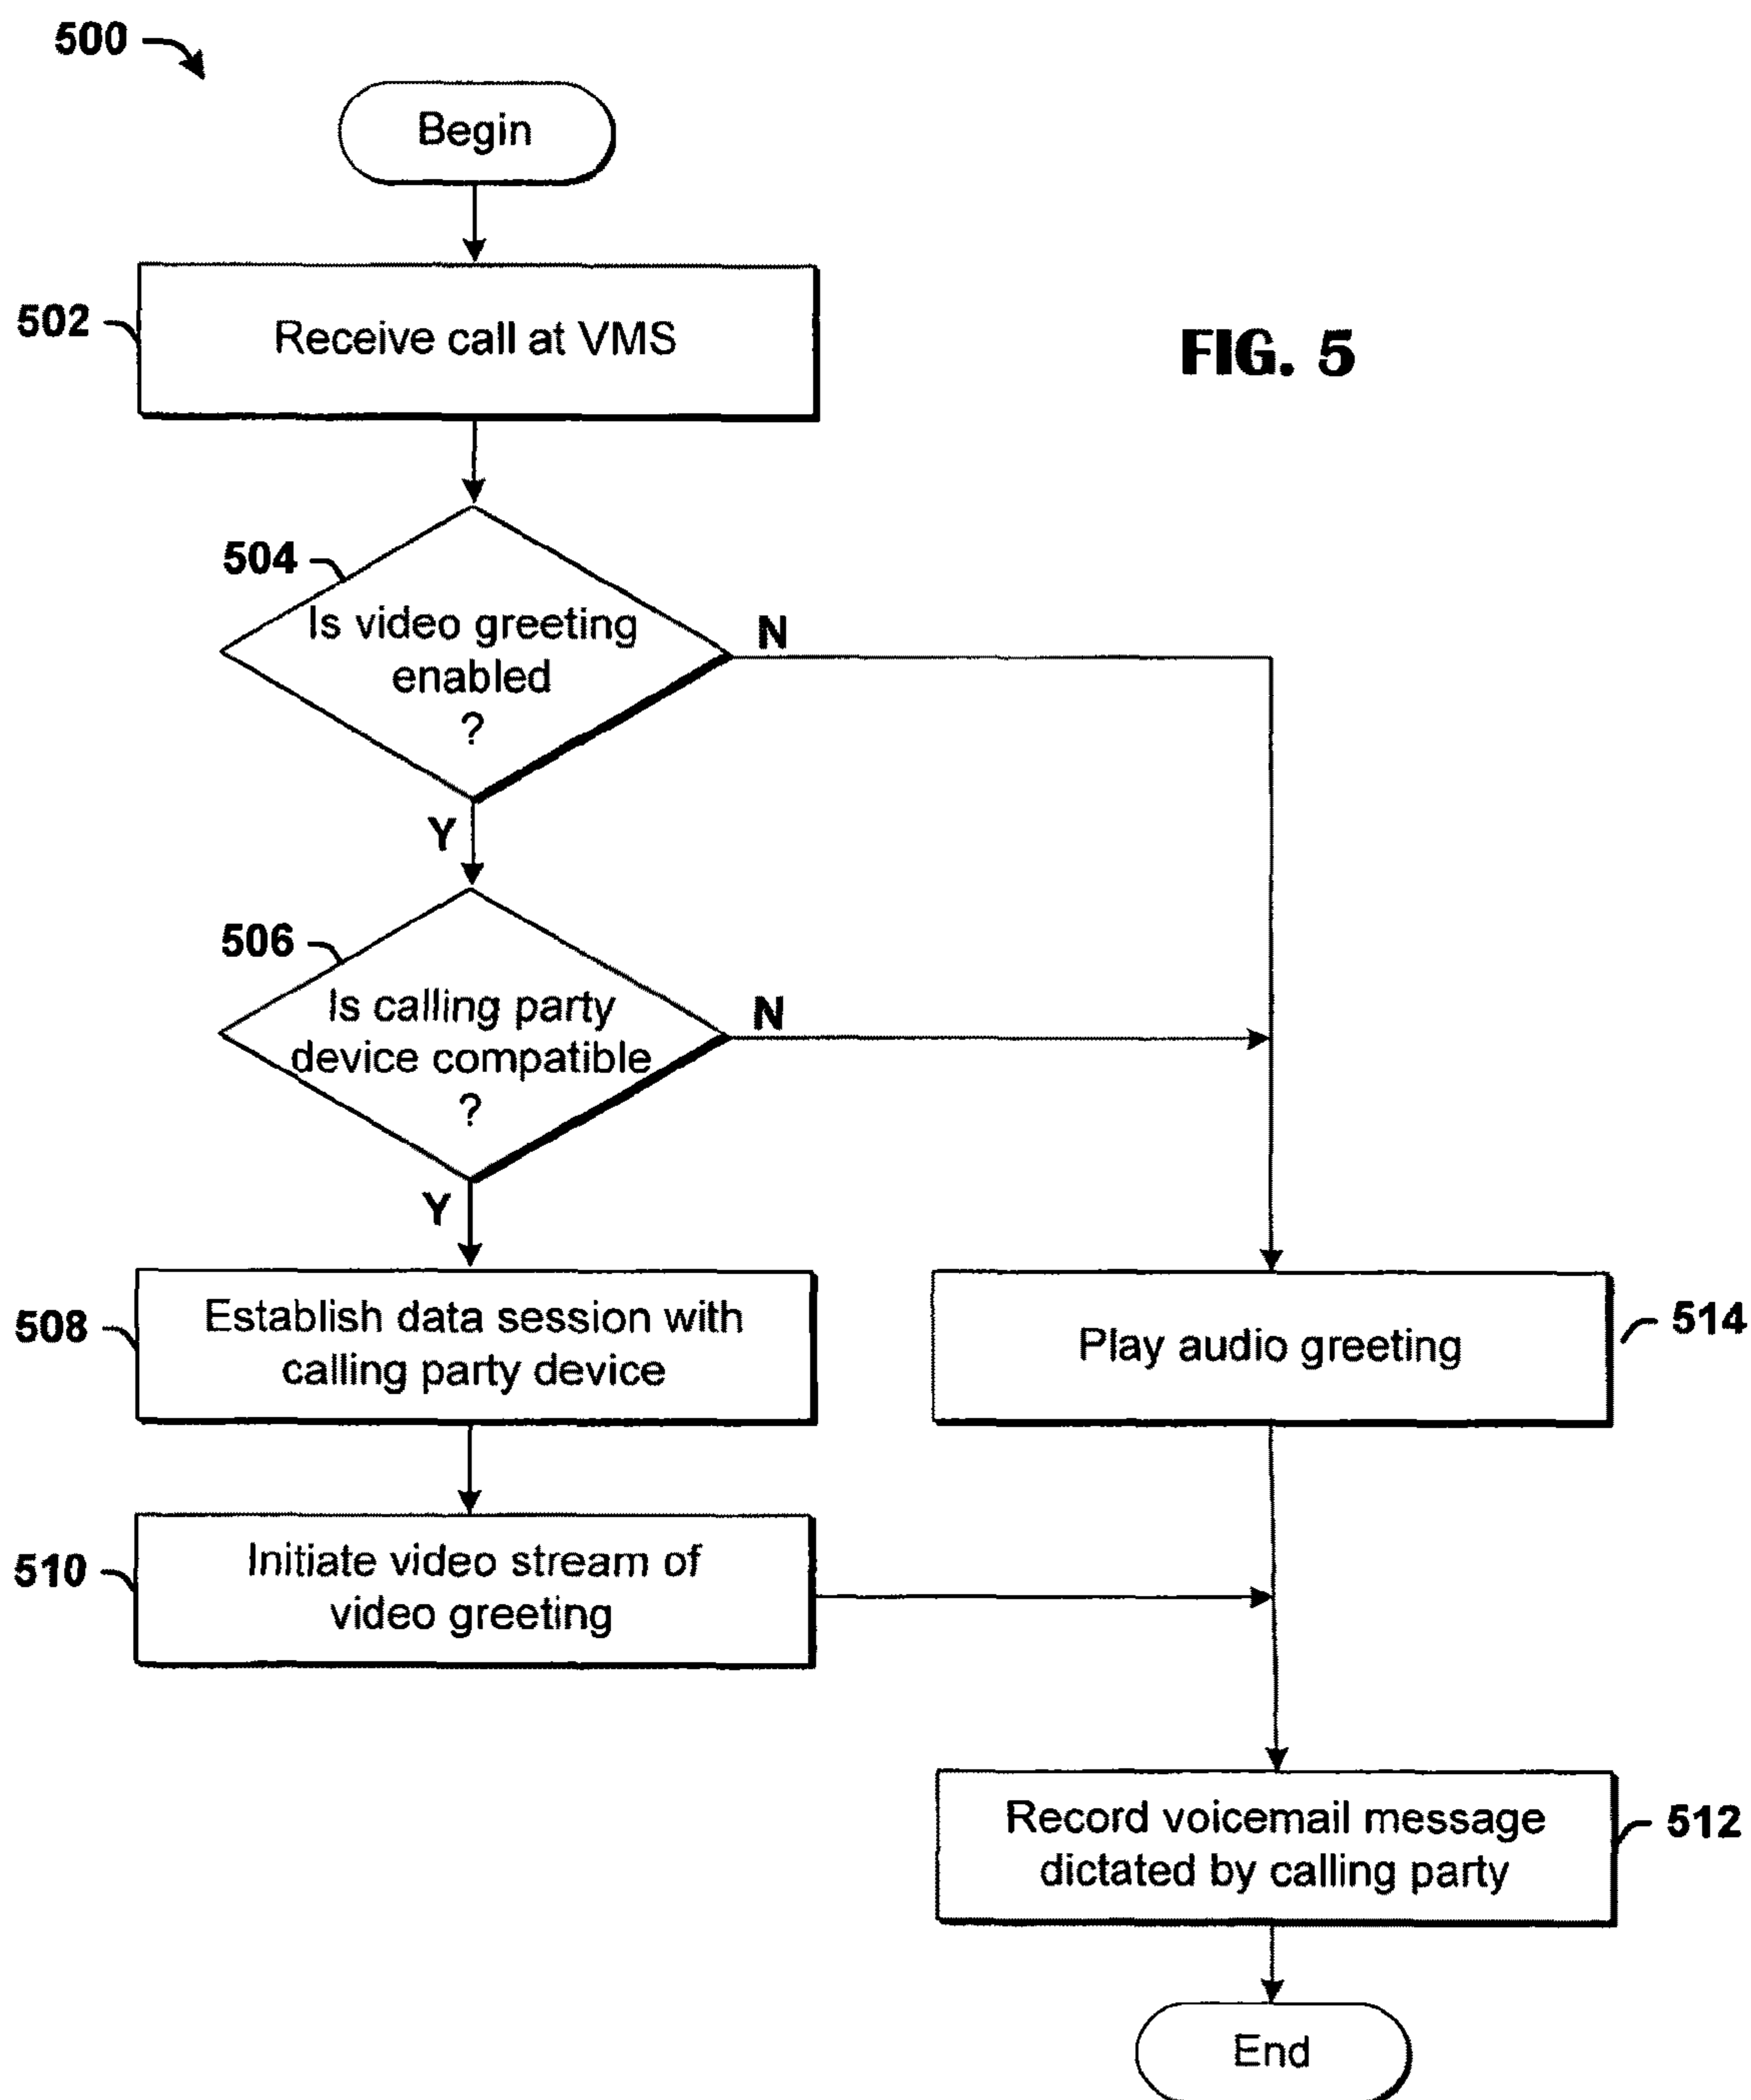 500
Begin
502
Receive call at VMS
FIG. 5
504
Is video greeting
enabled
?
N
Y
506
Is calling party
device compatible
?
N
Y
508
Establish data session with
calling party device
Play audio greeting
514
510
Initiate video stream of
video greeting
Record voicemail message
dictated by calling party
512
End